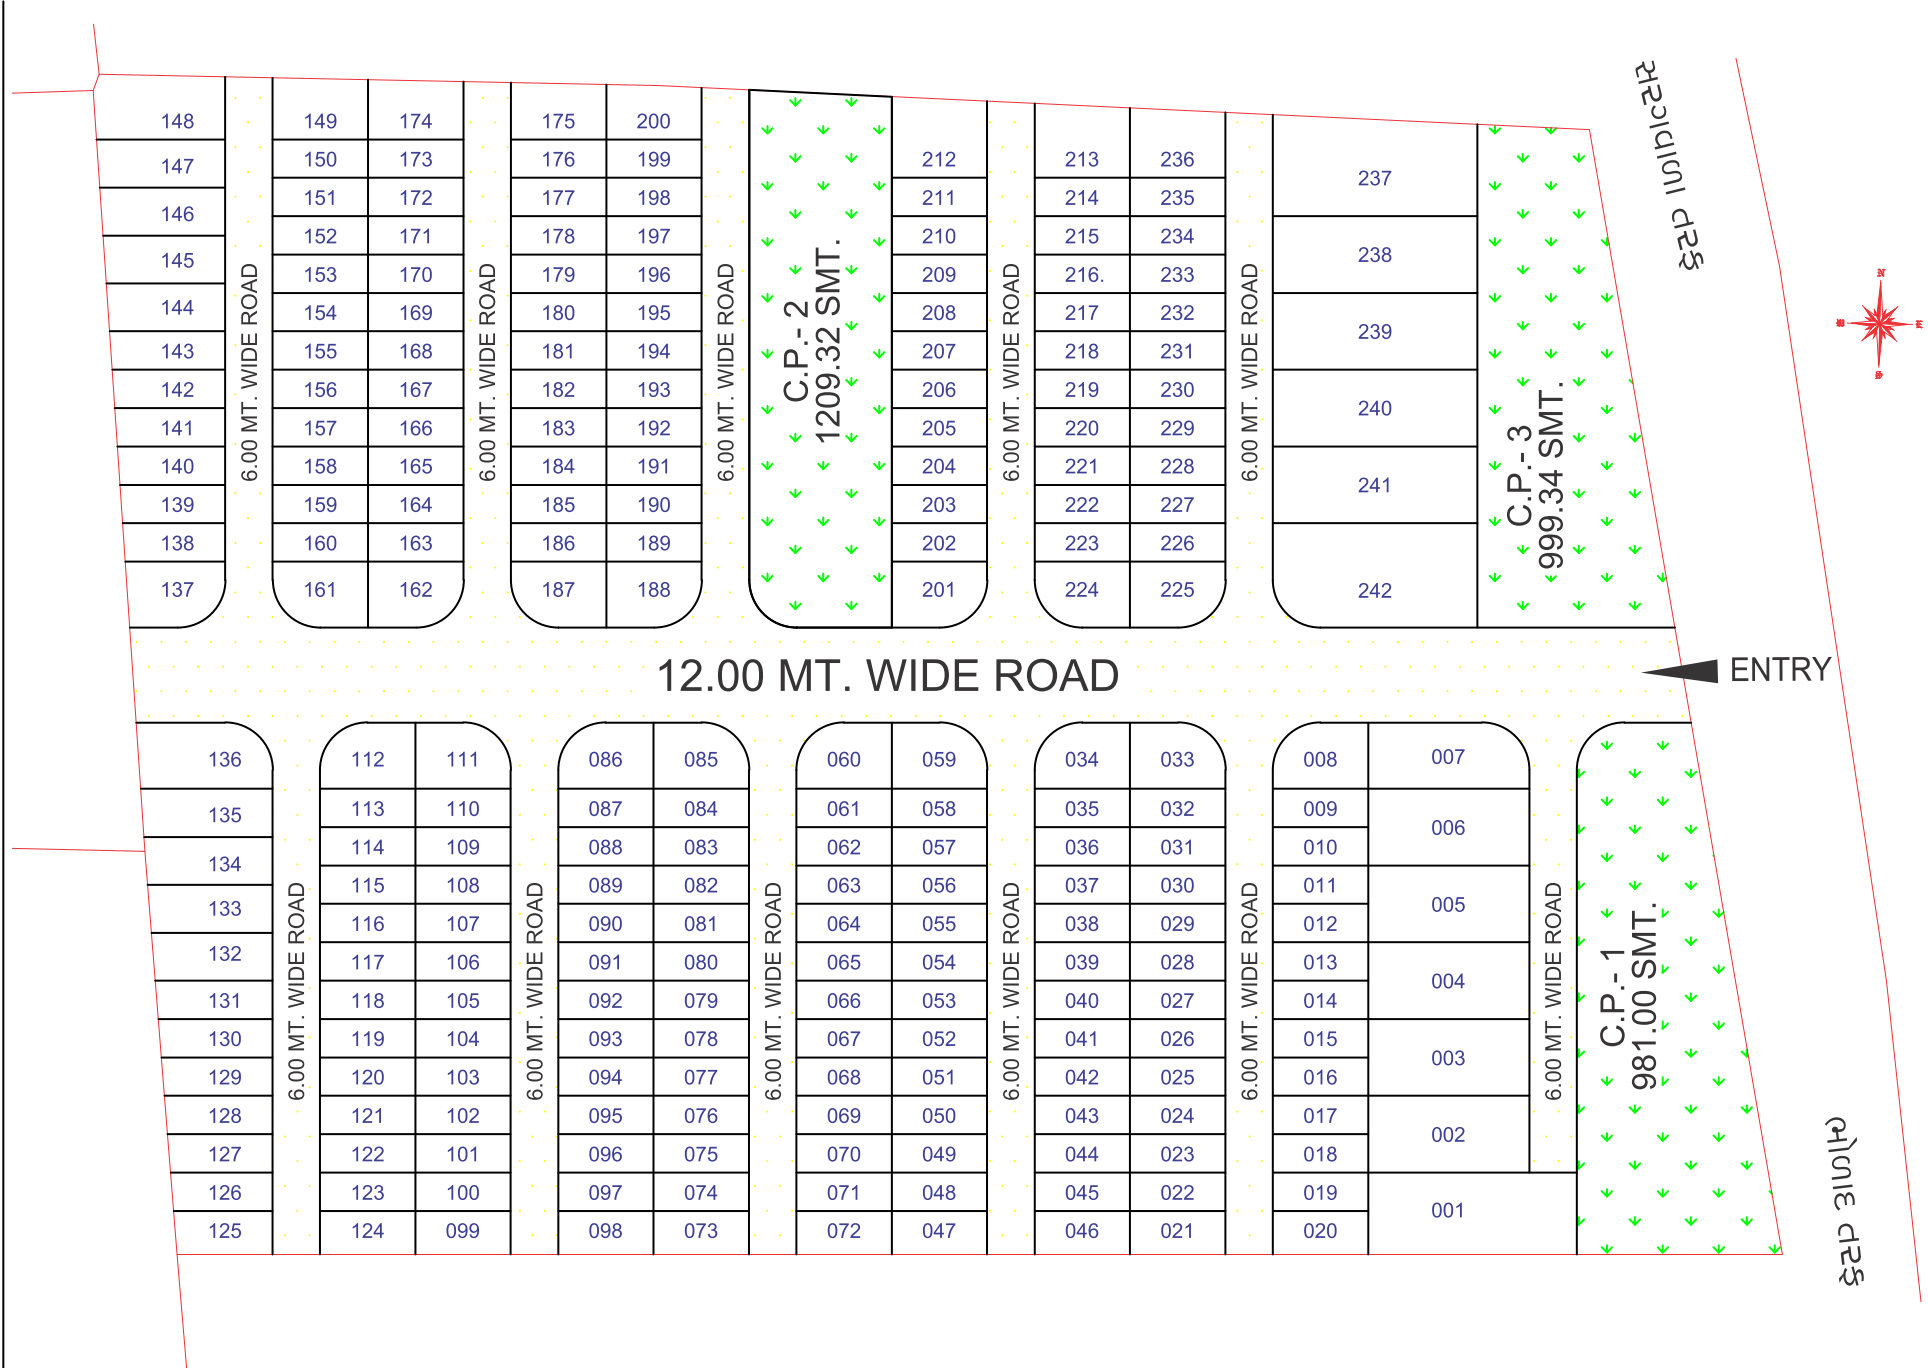 148 149 174 175 200
147 150 173 176 199 212 213 236
146 151 172 177 198 211 214 235 237
145 152 171 178 197 210 215 234
144 153 170 179 196 209 216. 233 238
143 154 169 180 195 208 217 232
142 155 168 181 194 207 218 231 239
141 156 167 182 193 206 219 230
140 157 166 183 192 205 220 229 240
139 158 165 184 191 204 221 228
138 159 164 185 190 203 222 227 241
137 160 163 186 189 202 223 226
161 162 187 188 201 224 225 242
6.00 MT. WIDE ROAD
6.00 MT. WIDE ROAD
6.00 MT. WIDE ROAD
C.P.- 2
1209.32 SMT.
6.00 MT. WIDE ROAD
6.00 MT. WIDE ROAD
C.P.- 3
999.34 SMT.
તરફ
N
12.00 MT. WIDE ROAD
ENTRY
136 112 111 086 085 060 059 034 033 008 007
135 113 110 087 084 061 058 035 032 009 006
134 114 109 088 083 062 057 036 031 010
133 115 108 089 082 063 056 037 030 011 005
132 116 107 090 081 064 055 038 029 012
131 117 106 091 080 065 054 039 028 013 004
130 118 105 092 079 066 053 040 027 014
129 119 104 093 078 067 052 041 026 015 003
128 120 103 094 077 068 051 042 025 016
127 121 102 095 076 069 050 043 024 017 002
126 122 101 096 075 070 049 044 023 018
125 123 100 097 074 071 048 045 022 019 001
124 099 098 073 072 047 046 021 020
6.00 MT. WIDE ROAD
6.00 MT. WIDE ROAD
6.00 MT. WIDE ROAD
6.00 MT. WIDE ROAD
6.00 MT. WIDE ROAD
6.00 MT. WIDE ROAD
C.P.- 1
981.00 SMT.
ભોળાદ તરફ